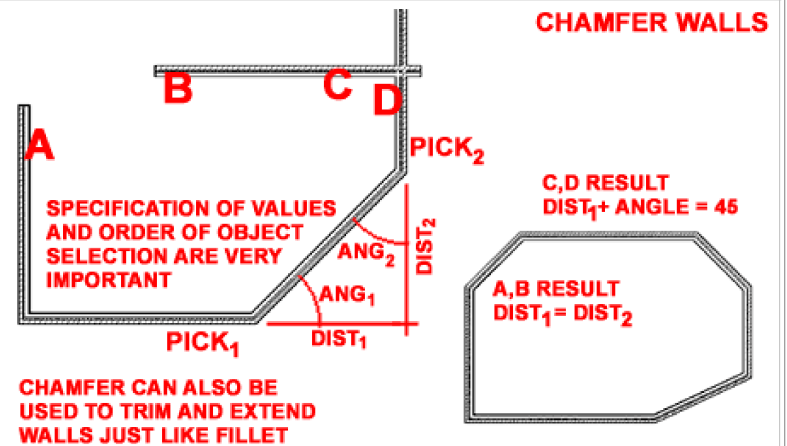 CHAMFER WALLS
B
C
D
A
PICK2
C,D RESULT
DIST1+ ANGLE = 45
SPECIFICATION OF VALUES
AND ORDER OF OBJECT
SELECTION ARE VERY
IMPORTANT
ANG2
DIST2
ANG1
A,B RESULT
DIST1= DIST2
PICK1
DIST1
CHAMFER CAN ALSO BE
USED TO TRIM AND EXTEND
WALLS JUST LIKE FILLET